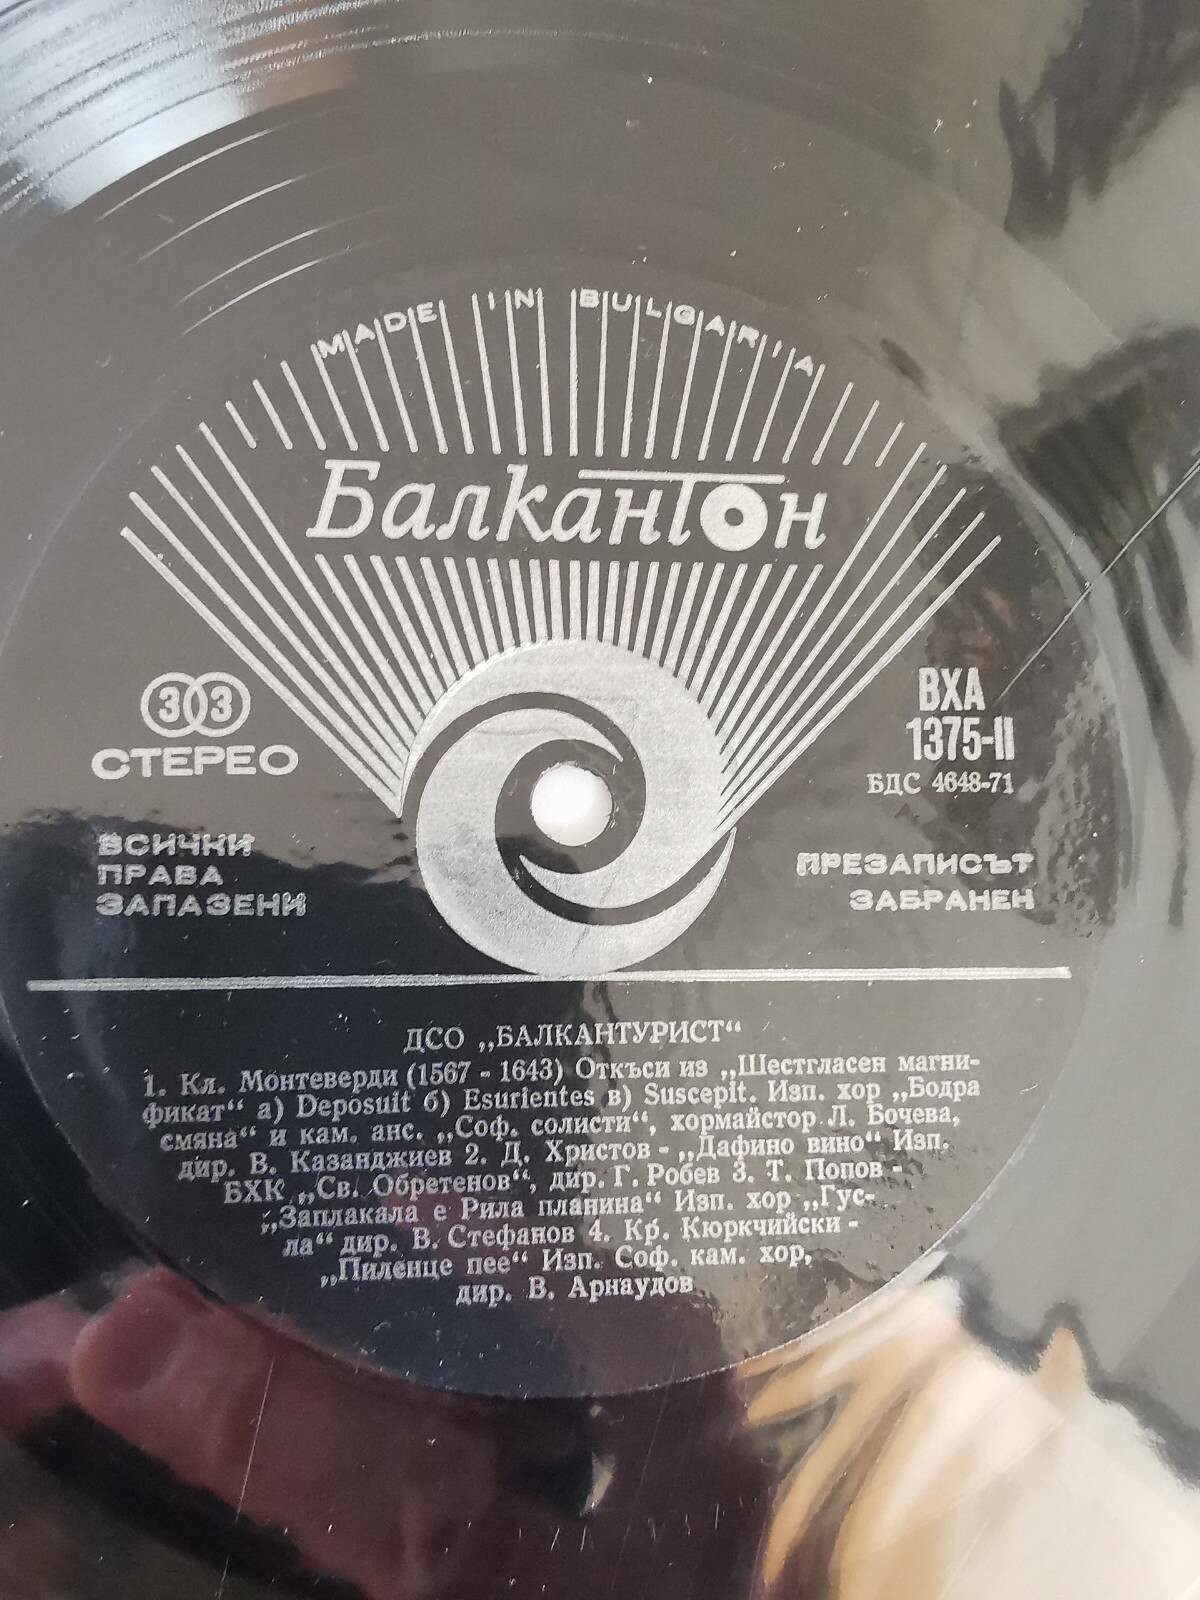 MADE IN BULGARIA
Балкантон
33
СТЕРЕО
ВХА
1375-II
БДС 4648-71
ВСИЧКИ
ПРАВА
ЗАПАЗЕНИ
ПРЕЗАПИСЪТ
ЗАБРАНЕН
ДСО „БАЛКАНТУРИСТ“
1. Кл. Монтеверди (1567 - 1643) Откъси из „Шестгласен магни-
фикат“ а) Deposuit б) Esurientes в) Suscepit. Изп. хор „Бодра
смяна“ и кам. анс. „Соф. солисти“, хормайстор Л. Бочева,
дир. В. Казанджиев 2. Д. Христов - „Дафино вино“ Изп.
БХК „Св. Обретенов“, дир. Г. Робев 3. Т. Попов -
„Заплакала е Рила планина“ Изп. хор „Гус-
ла“ дир. В. Стефанов 4. Кр. Кюркчийски -
„Пиленце пее“ Изп. Соф. кам. хор,
дир. В. Арнаудов